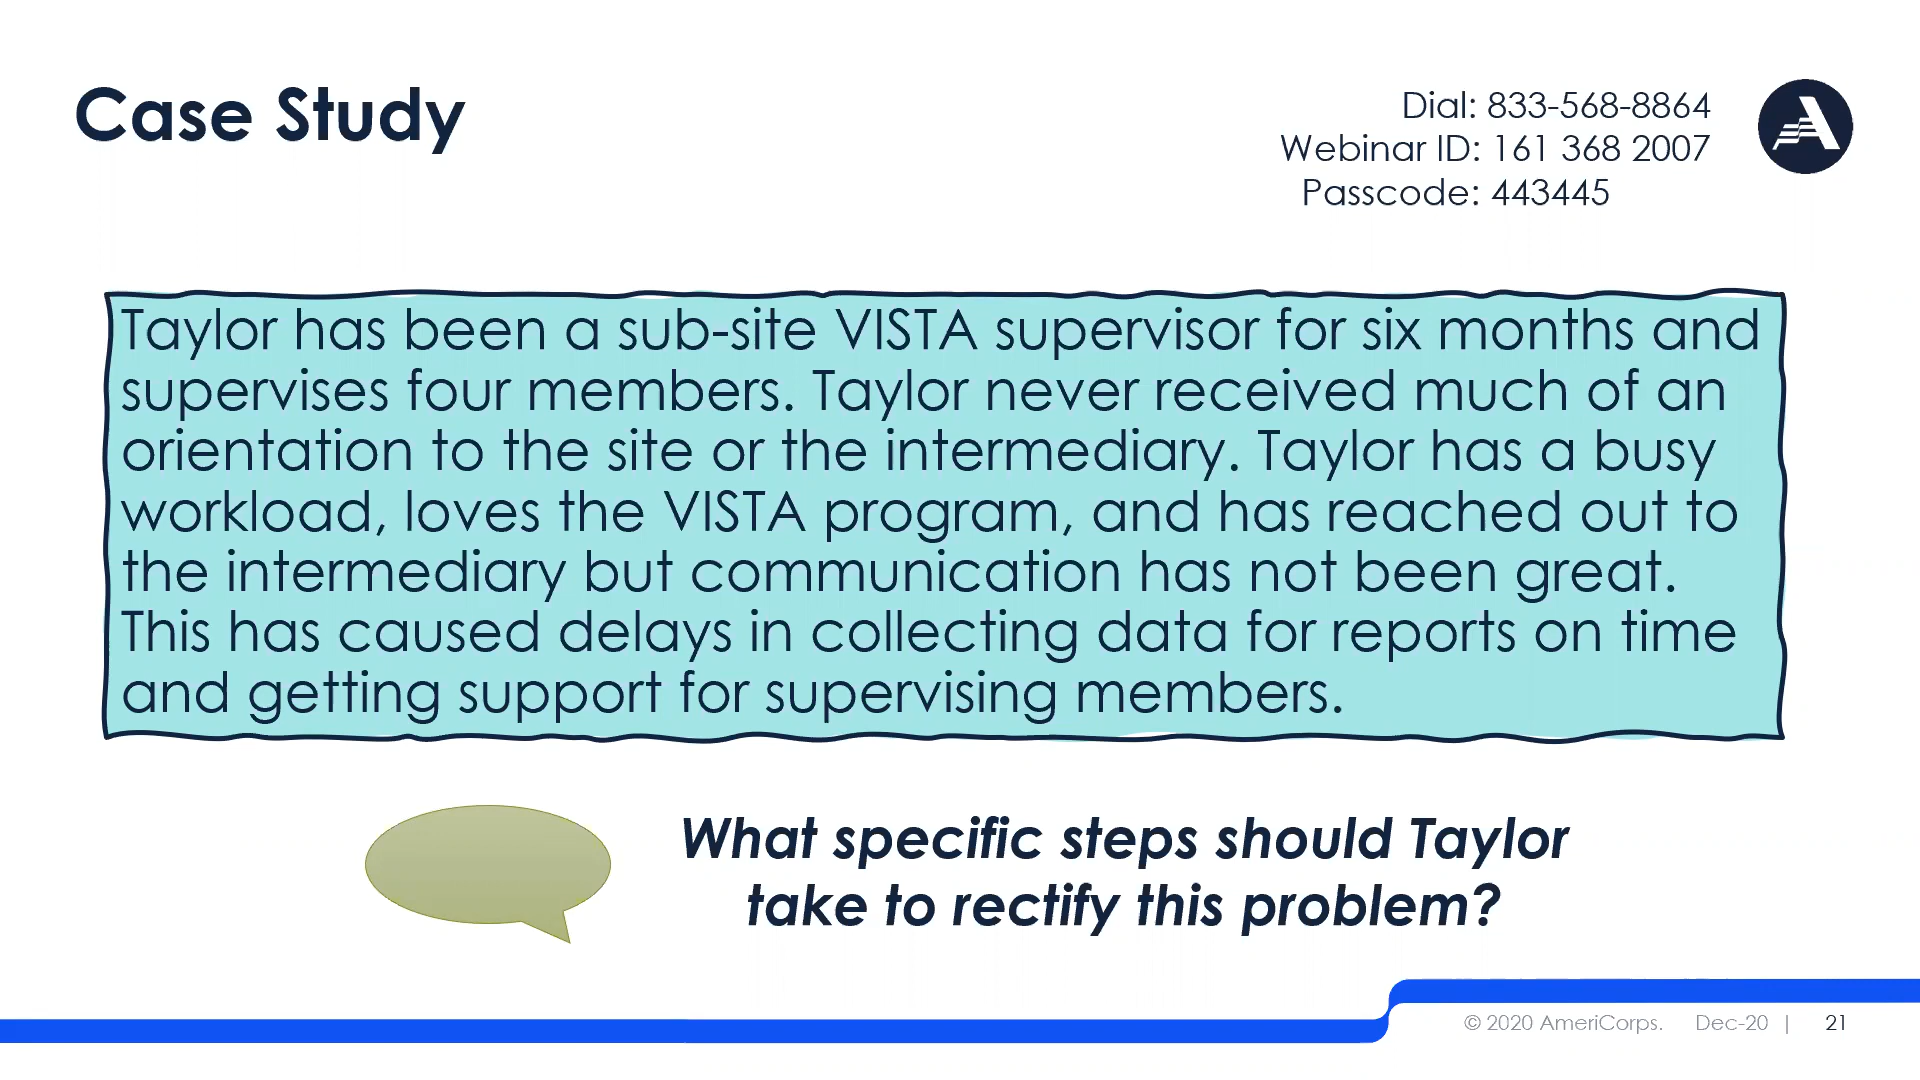 Case Study
Dial: 833-568-8864
Webinar ID: 161 368 2007
Passcode: 443445
Taylor has been a sub-site VISTA supervisor for six months and
supervises four members. Taylor never received much of an
orientation to the site or the intermediary. Taylor has a busy
workload, loves the VISTA program, and has reached out to
the intermediary but communication has not been great.
This has caused delays in collecting data for reports on time
and getting support for supervising members.
What specific steps should Taylor
take to rectify this problem?
© 2020 AmeriCorps. Dec-20 | 21